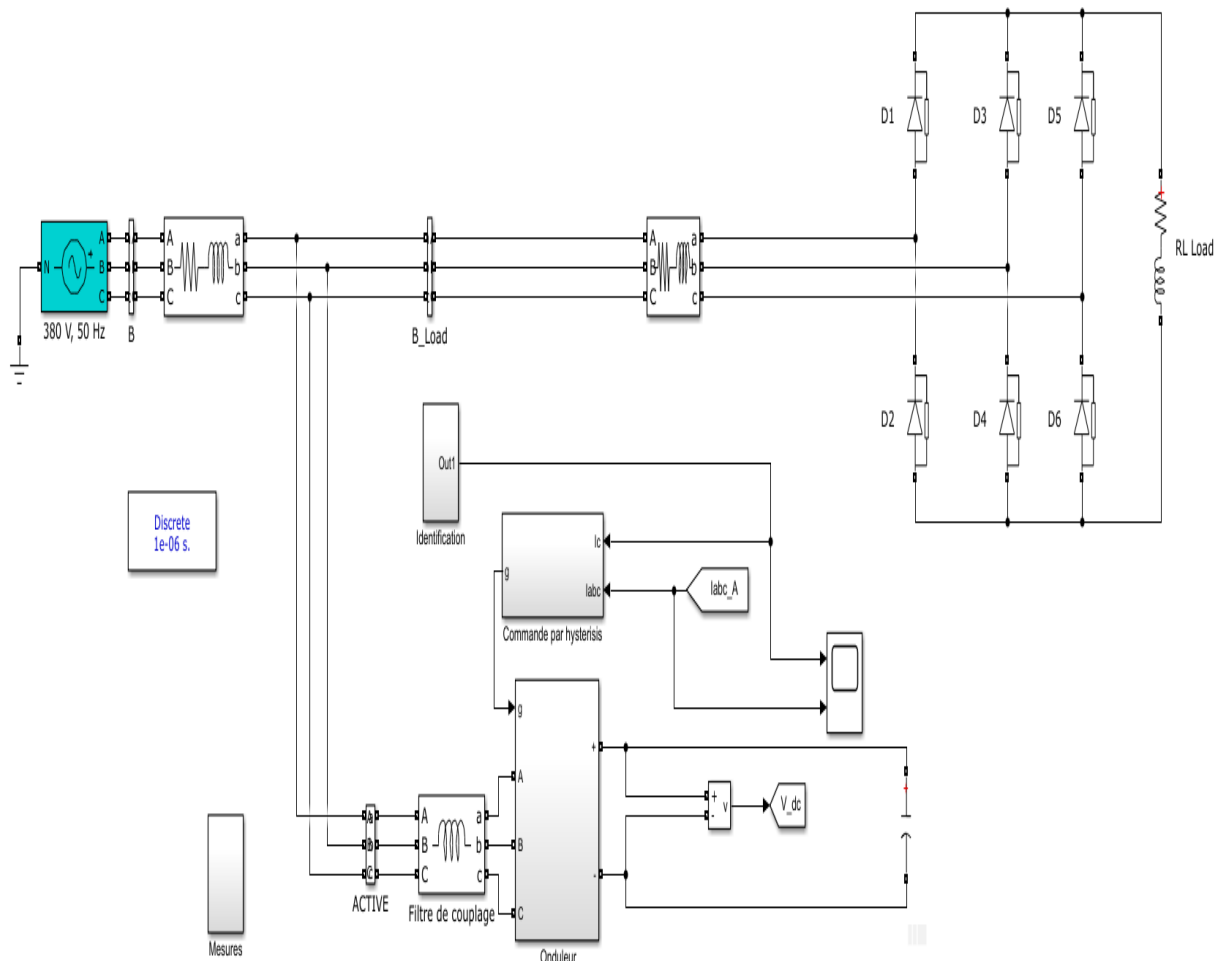 D1
D3
D5
A
B
C
N
+
380 V, 50 Hz
B
A
B
C
a
b
c
B_Load
A
B
C
a
b
c
RL Load
D2
D4
D6
Discrete
1e-06 s.
Out1
Identification
Ic
g
Iabc
Commande par hysterisis
Iabc_A
g
A
B
C
+
-
Onduleur
+
-
v
V_dc
+
A
B
C
a
b
c
Filtre de couplage
C
ACTIVE
Mesures